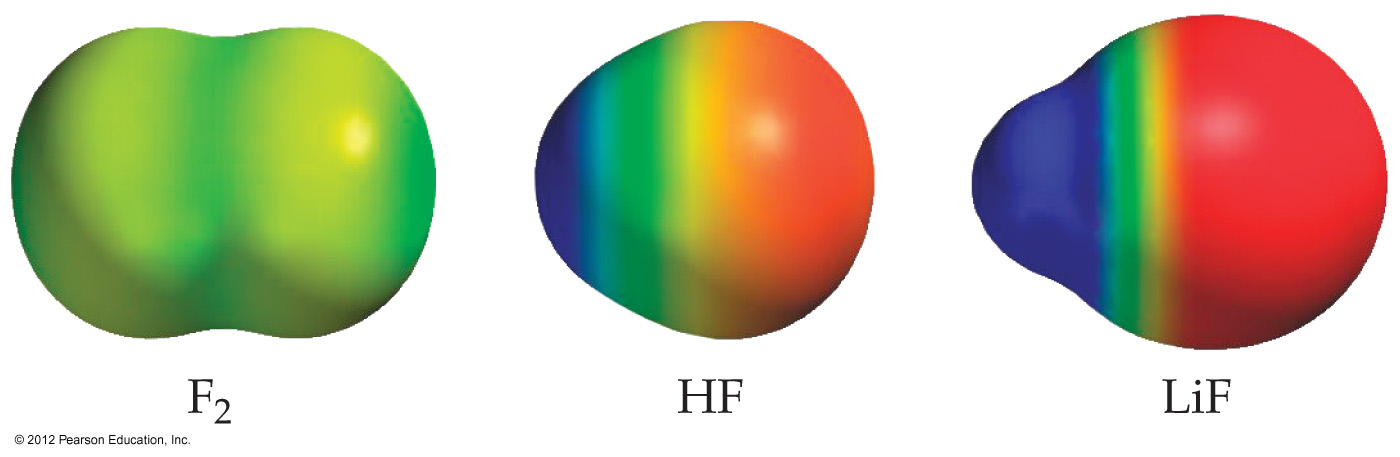 F₂ HF LiF
© 2012 Pearson Education, Inc.